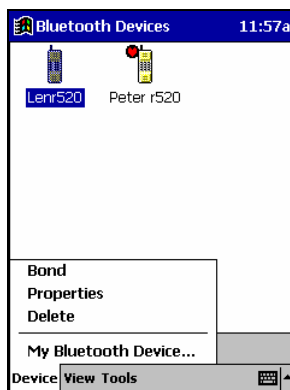 Bluetooth Devices 11:57a
Lenr520 Peter r520
Bond
Properties
Delete
My Bluetooth Device...
Device View Tools